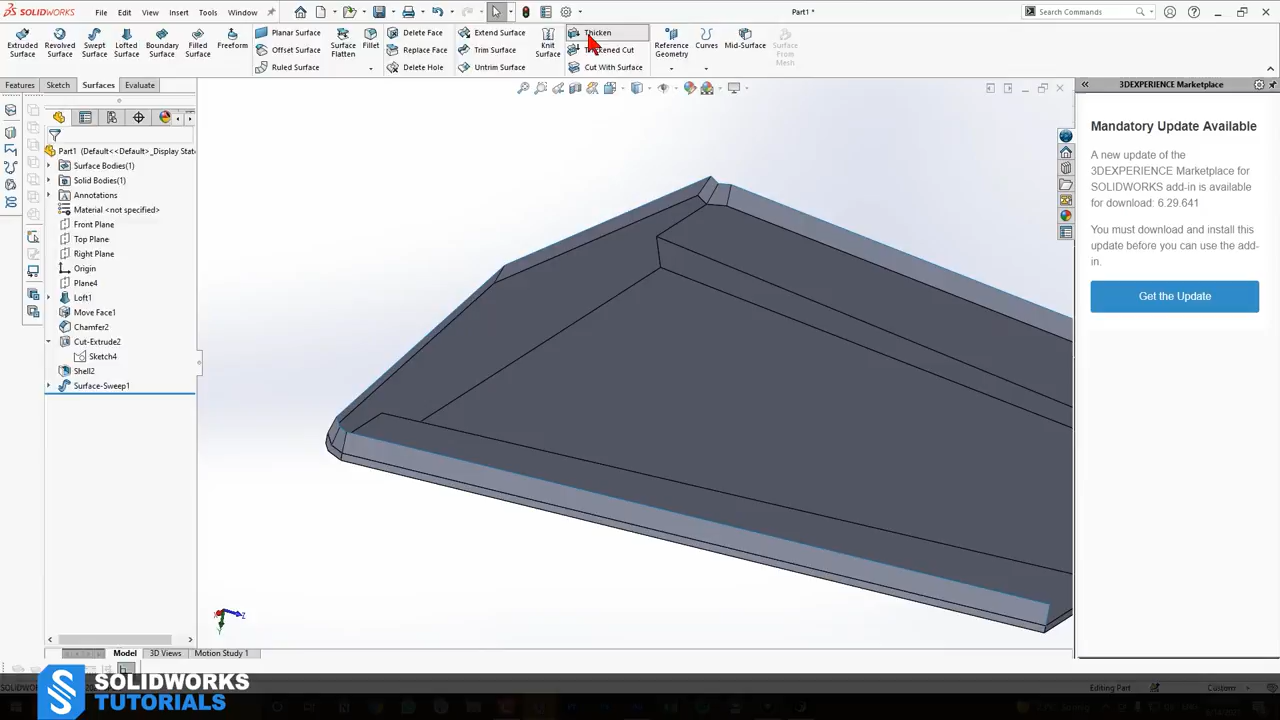 SOLIDWORKS
File Edit View Insert Tools Window
Part1 *
Search Commands
Extruded Surface
Revolved Surface
Swept Surface
Lofted Surface
Boundary Surface
Filled Surface
Freeform
Planar Surface
Offset Surface
Ruled Surface
Surface Flatten
Fillet
Delete Face
Replace Face
Delete Hole
Extend Surface
Trim Surface
Untrim Surface
Knit Surface
Thicken
Thickened Cut
Cut With Surface
Reference Geometry
Curves
Mid-Surface
Surface From Mesh
Features Sketch Surfaces Evaluate
3DEXPERIENCE Marketplace
Part1 (Default<<Default>_Display Stat
Surface Bodies(1)
Solid Bodies(1)
Annotations
Material <not specified>
Front Plane
Top Plane
Right Plane
Origin
Plane4
Loft1
Move Face1
Chamfer2
Cut-Extrude2
Sketch4
Shell2
Surface-Sweep1
Mandatory Update Available
A new update of the
3DEXPERIENCE Marketplace for
SOLIDWORKS add-in is available
for download: 6.29.641
You must download and install this
update before you can use the add-
in.
Get the Update
Z
Y
Model 3D Views Motion Study 1
SOLIDWORKS
TUTORIALS
Editing Part
Custom